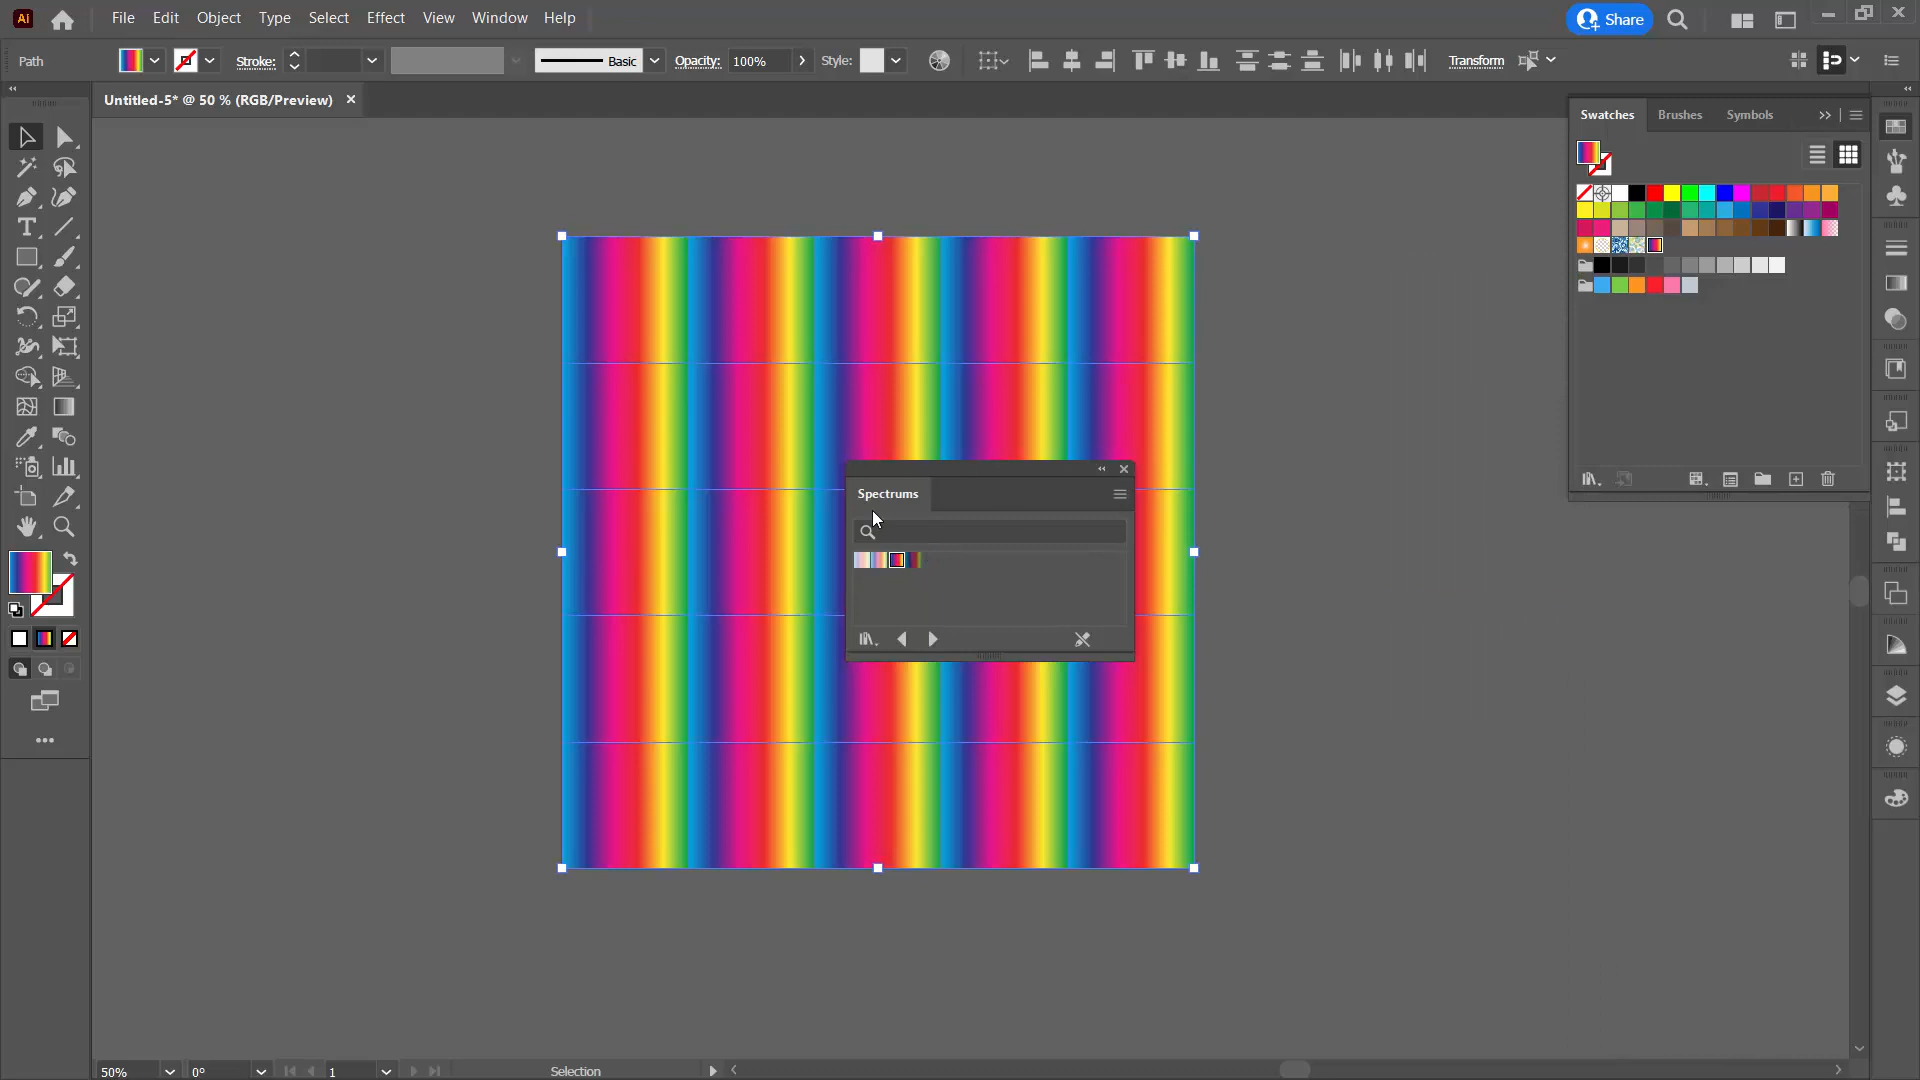 Ai File Edit Object Type Select Effect View Window Help Share
Path Stroke: Basic Opacity: 100% Style: Transform
Untitled-5* @ 50 % (RGB/Preview)
Swatches Brushes Symbols
Spectrums
50% 0° 1 Selection